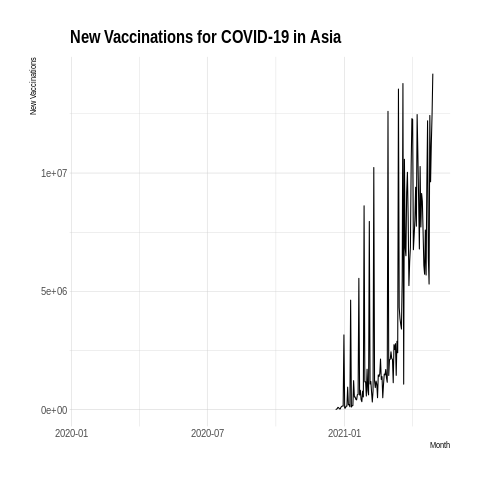 New Vaccinations for COVID-19 in Asia
New Vaccinations
1e+07
5e+06
0e+00
2020-01
2020-07
2021-01
Month